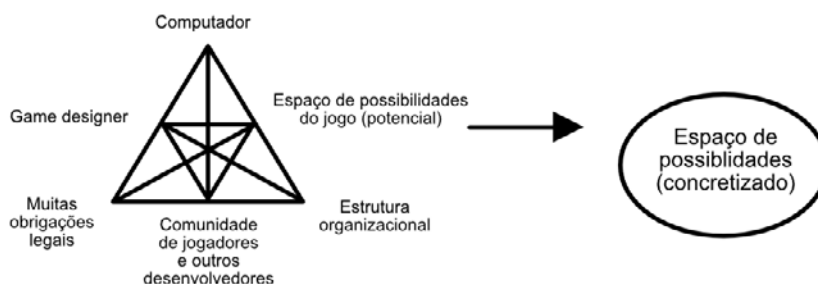 Computador
Game designer
Espaço de possibilidades
do jogo (potencial)
Espaço de
possiblidades
(concretizado)
Muitas
obrigações
legais
Comunidade
de jogadores
e outros
desenvolvedores
Estrutura
organizacional